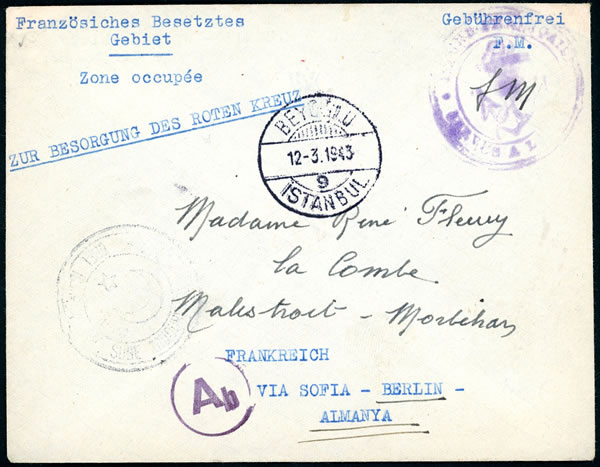 Französiches Besetztes
Gebiet
Zone occupée
Gebührenfrei
F.M.
FM
ZUR BESORGUNG DES ROTEN KREUZ
BEYOĞLU
12-3.1943
9
ISTANBUL
Madame René Fleury
La Combe
Malestroit - Morbihan
FRANKREICH
VIA SOFIA - BERLIN -
ALMANYA
Ab